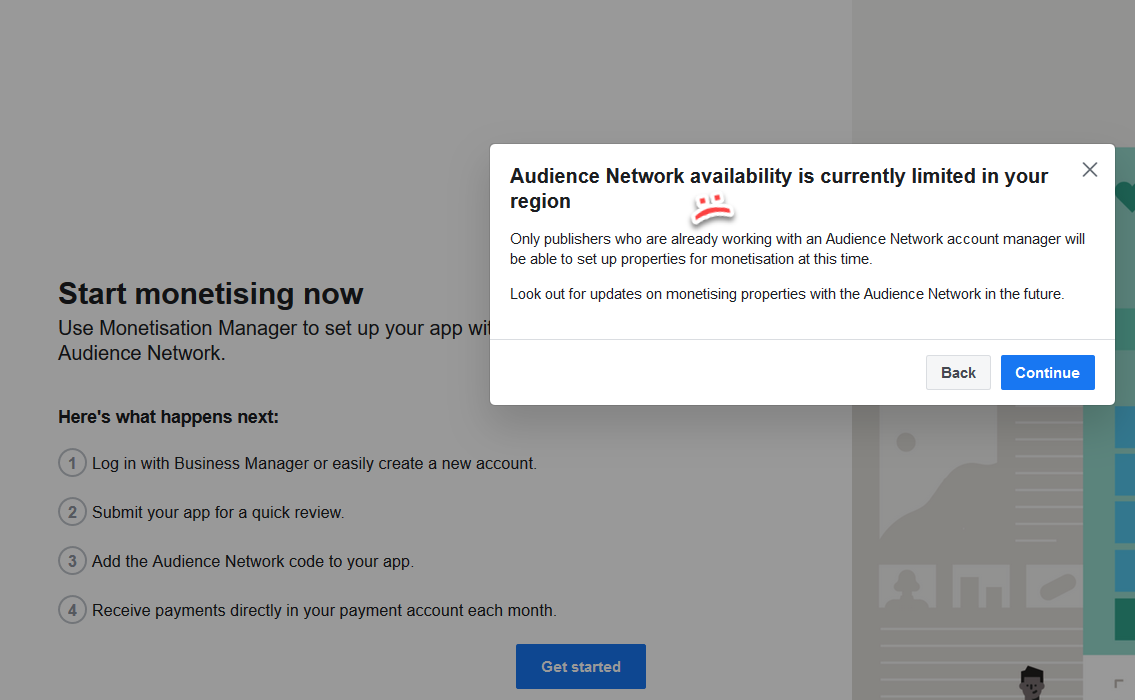 Audience Network availability is currently limited in your
region
Only publishers who are already working with an Audience Network account manager will
be able to set up properties for monetisation at this time.
Look out for updates on monetising properties with the Audience Network in the future.
Back
Continue
Start monetising now
Use Monetisation Manager to set up your app wit
Audience Network.
Here's what happens next:
1 Log in with Business Manager or easily create a new account.
2 Submit your app for a quick review.
3 Add the Audience Network code to your app.
4 Receive payments directly in your payment account each month.
Get started